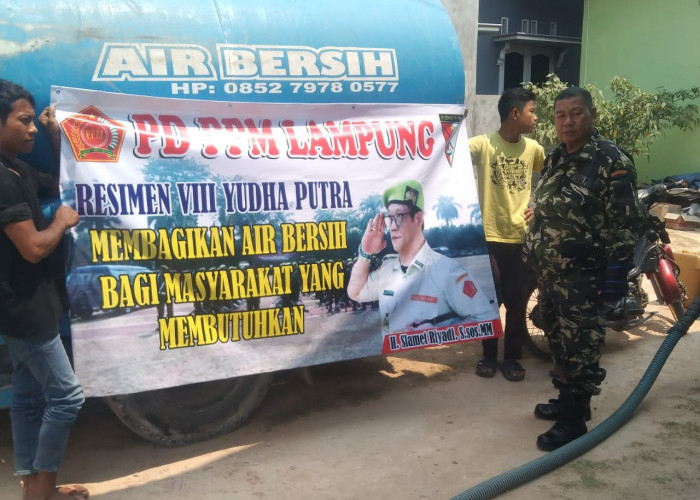 AIR BERSIH
HP: 0852 7978 0577
PD PPM LAMPUNG
RESIMEN VIII YUDHA PUTRA
MEMBAGIKAN AIR BERSIH
BAGI MASYARAKAT YANG
MEMBUTUHKAN
H. Slamet Riyadi, S.sos,MM